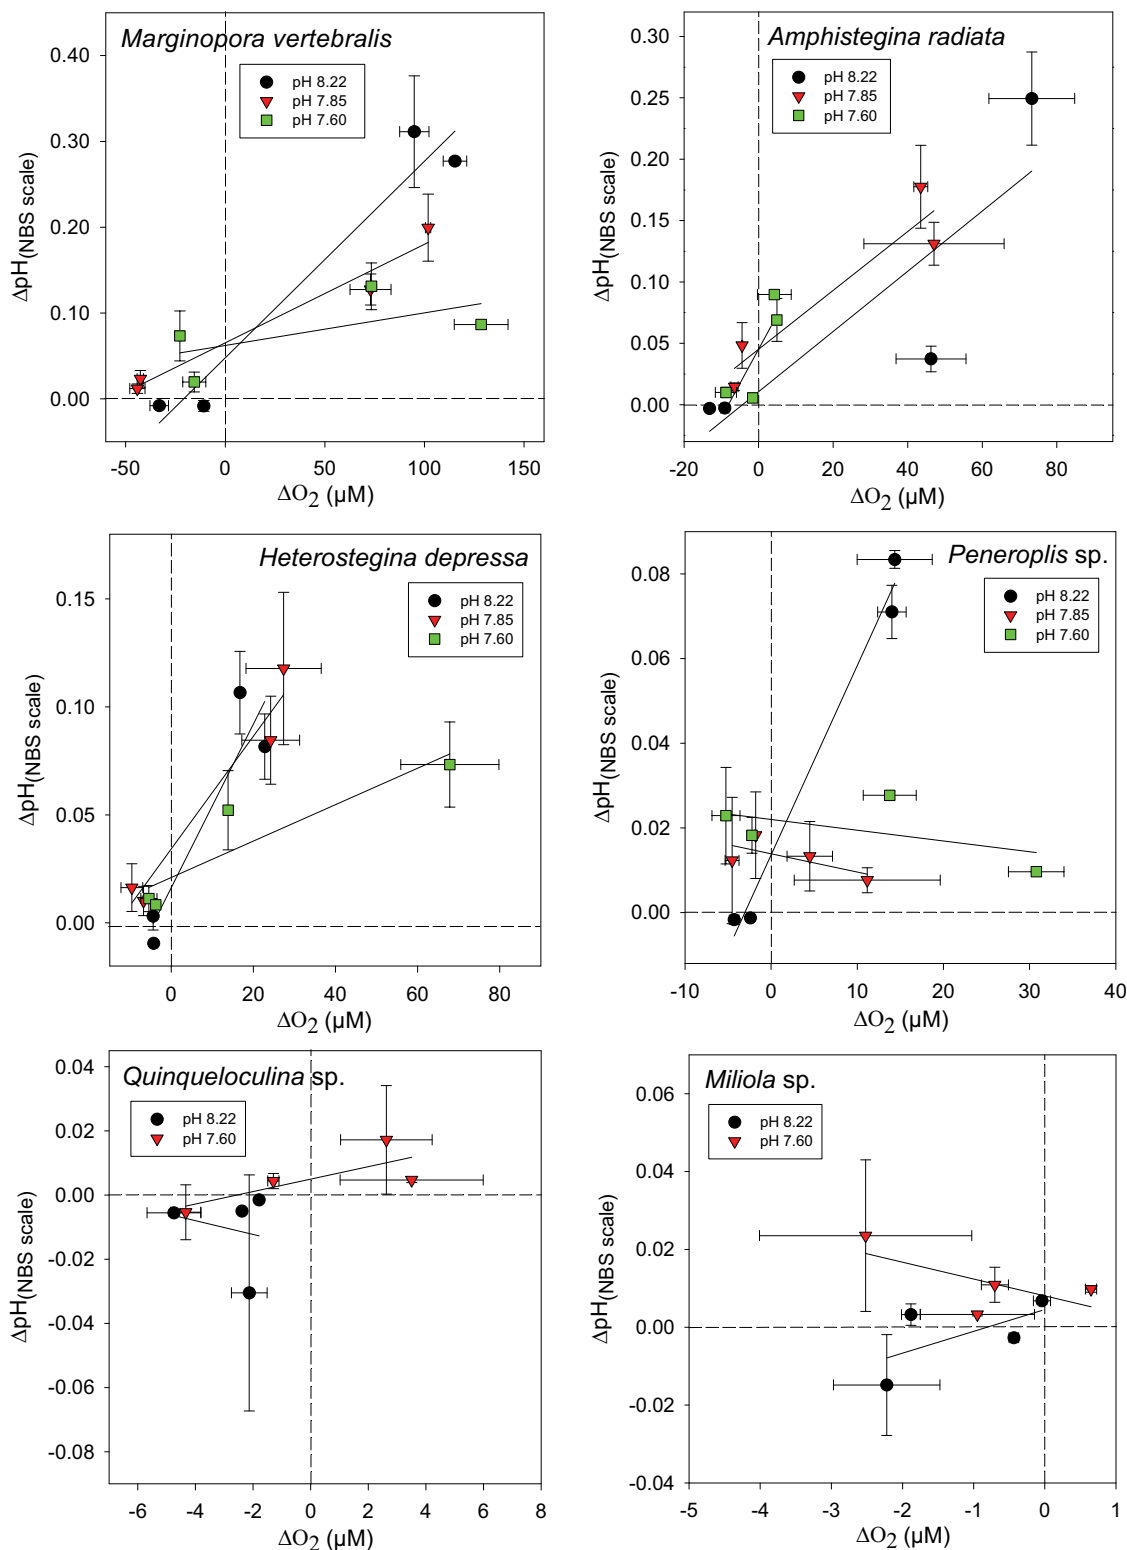 Marginopora vertebralis
pH 8.22
pH 7.85
pH 7.60
0.40
0.30
0.20
0.10
0.00
ΔpH(NBS scale)
-50 0 50 100 150
ΔO2 (µM)
Amphistegina radiata
pH 8.22
pH 7.85
pH 7.60
0.30
0.25
0.20
0.15
0.10
0.05
0.00
ΔpH(NBS scale)
-20 0 20 40 60 80
ΔO2 (µM)
Heterostegina depressa
pH 8.22
pH 7.85
pH 7.60
0.15
0.10
0.05
0.00
ΔpH(NBS scale)
0 20 40 60 80
ΔO2 (µM)
Peneroplis sp.
pH 8.22
pH 7.85
pH 7.60
0.08
0.06
0.04
0.02
0.00
ΔpH(NBS scale)
-10 0 10 20 30 40
ΔO2 (µM)
Quinqueloculina sp.
pH 8.22
pH 7.60
0.04
0.02
0.00
-0.02
-0.04
-0.06
-0.08
ΔpH(NBS scale)
-6 -4 -2 0 2 4 6 8
ΔO2 (µM)
Miliola sp.
pH 8.22
pH 7.60
0.06
0.04
0.02
0.00
-0.02
-0.04
ΔpH(NBS scale)
-5 -4 -3 -2 -1 0 1
ΔO2 (µM)